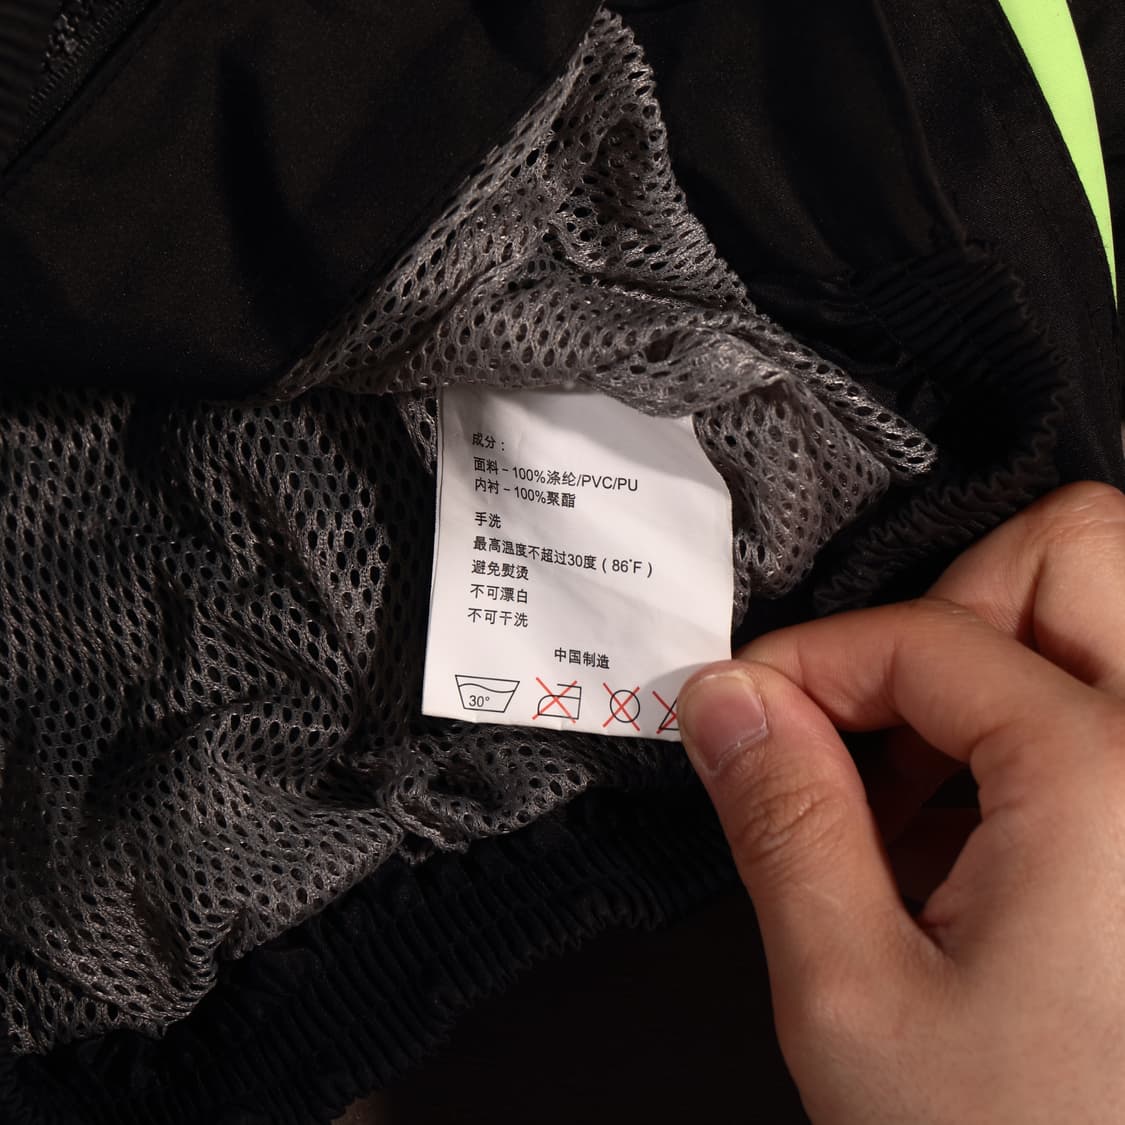 成分：
面料－100%涤纶/PVC/PU
内衬－100%聚酯
手洗
最高温度不超过30度（86°F）
避免熨烫
不可漂白
不可干洗
中国制造
30°